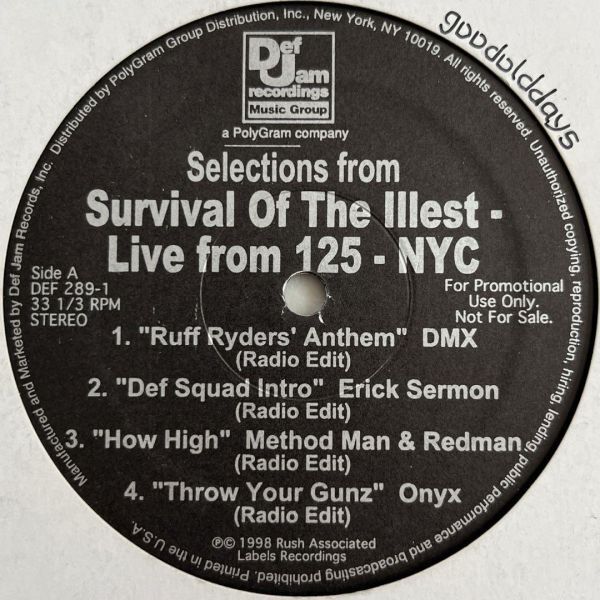 Manufactured and Marketed by Def Jam Records, Inc. Distributed by PolyGram Group Distribution, Inc., New York, NY 10019. All rights reserved. Unauthorized copying, reproduction, hiring, lending, public performance and broadcasting prohibited. Printed in the U.S.A.
goodolddays
Def
Jam
recordings
Music Group
a PolyGram company
Selections from
Survival Of The Illest -
Live from 125 - NYC
Side A
DEF 289-1
33 1/3 RPM
STEREO
For Promotional
Use Only.
Not For Sale.
1. "Ruff Ryders' Anthem" DMX
(Radio Edit)
2. "Def Squad Intro" Erick Sermon
(Radio Edit)
3. "How High" Method Man & Redman
(Radio Edit)
4. "Throw Your Gunz" Onyx
(Radio Edit)
℗© 1998 Rush Associated
Labels Recordings